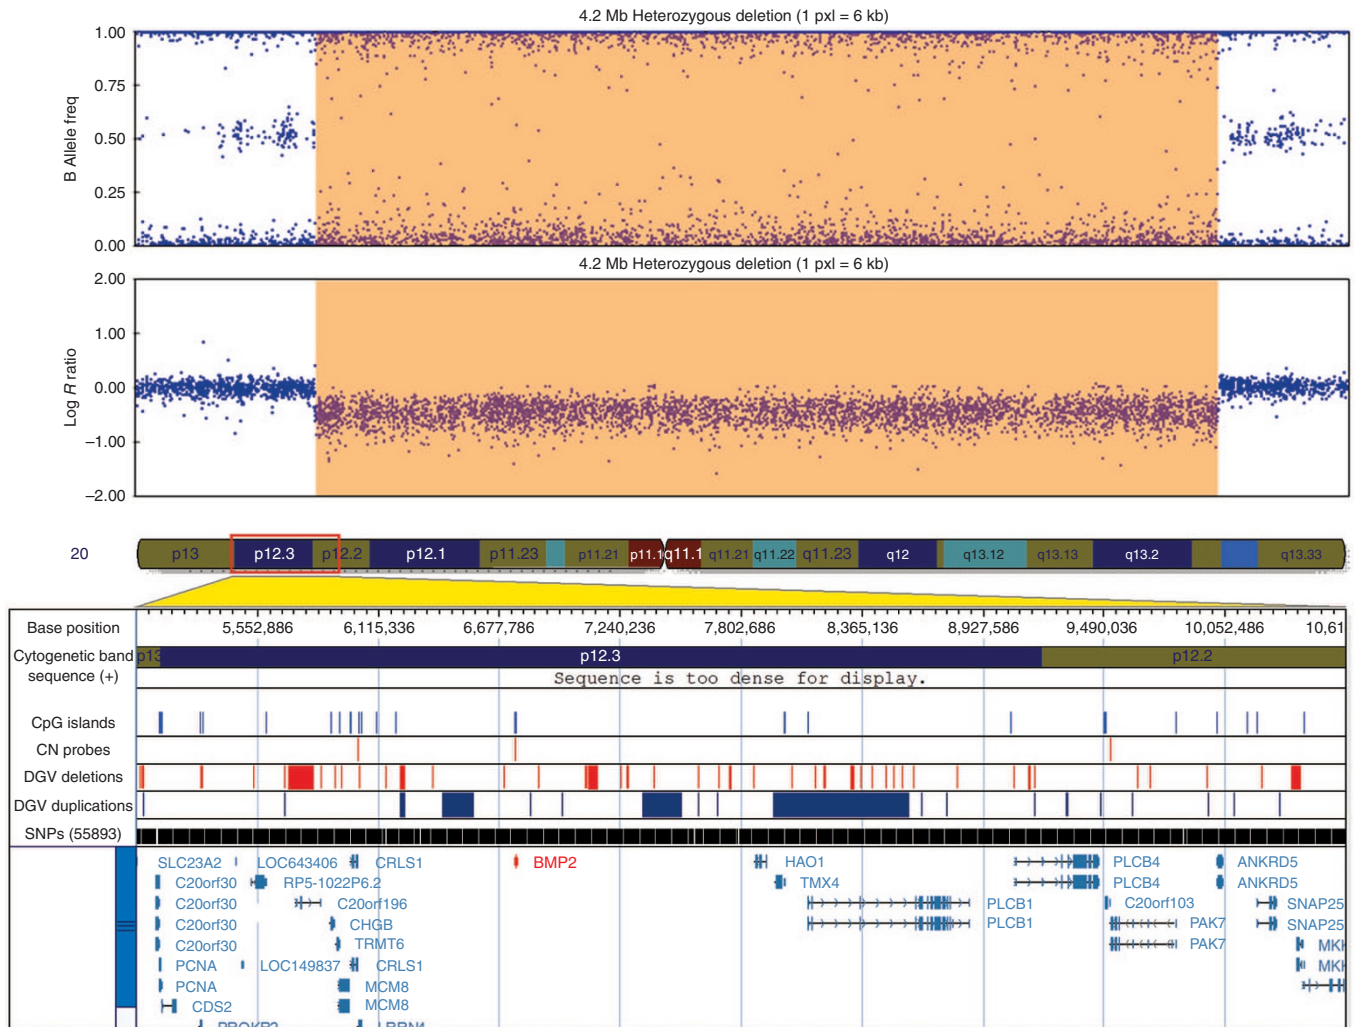 4.2 Mb Heterozygous deletion (1 pxl = 6 kb)
B Allele freq
1.00
0.75
0.50
0.25
0.00
4.2 Mb Heterozygous deletion (1 pxl = 6 kb)
Log R ratio
2.00
1.00
0.00
–1.00
–2.00
20 p13 p12.3 p12.2 p12.1 p11.23 p11.21 p11.1 q11.1 q11.21 q11.22 q11.23 q12 q13.12 q13.13 q13.2 q13.33
Base position 5,552,886 6,115,336 6,677,786 7,240,236 7,802,686 8,365,136 8,927,586 9,490,036 10,052,486 10,61
Cytogenetic band p13 p12.3 p12.2
sequence (+) Sequence is too dense for display.
CpG islands
CN probes
DGV deletions
DGV duplications
SNPs (55893)
SLC23A2 LOC643406 CRLS1 BMP2 HAO1 PLCB4 ANKRD5
C20orf30 RP5-1022P6.2 TMX4 PLCB4 ANKRD5
C20orf30 C20orf196 PLCB1 C20orf103 SNAP25
C20orf30 CHGB PLCB1 PAK7 SNAP25
C20orf30 TRMT6 PAK7 MKK
PCNA LOC149837 CRLS1 MKK
PCNA MCM8
CDS2 MCM8